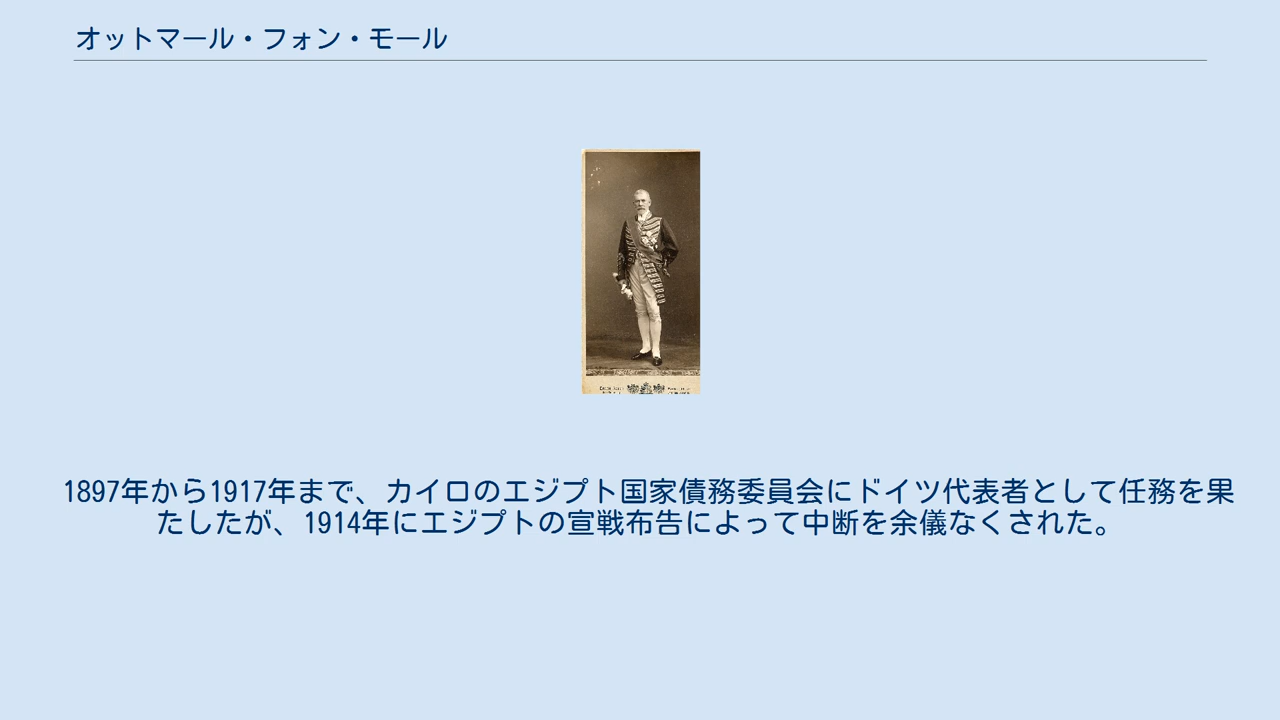 オットマール・フォン・モール
1897年から1917年まで、カイロのエジプト国家債務委員会にドイツ代表者として任務を果
たしたが、1914年にエジプトの宣戦布告によって中断を余儀なくされた。